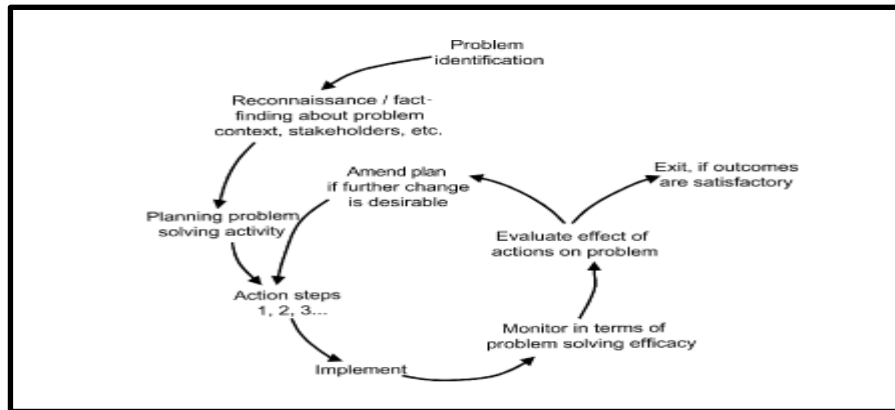 Problem
identification
Reconnaissance / fact-
finding about problem
context, stakeholders, etc.
Planning problem
solving activity
Action steps
1, 2, 3...
Implement
Monitor in terms of
problem solving efficacy
Evaluate effect of
actions on problem
Amend plan
if further change
is desirable
Exit, if outcomes
are satisfactory